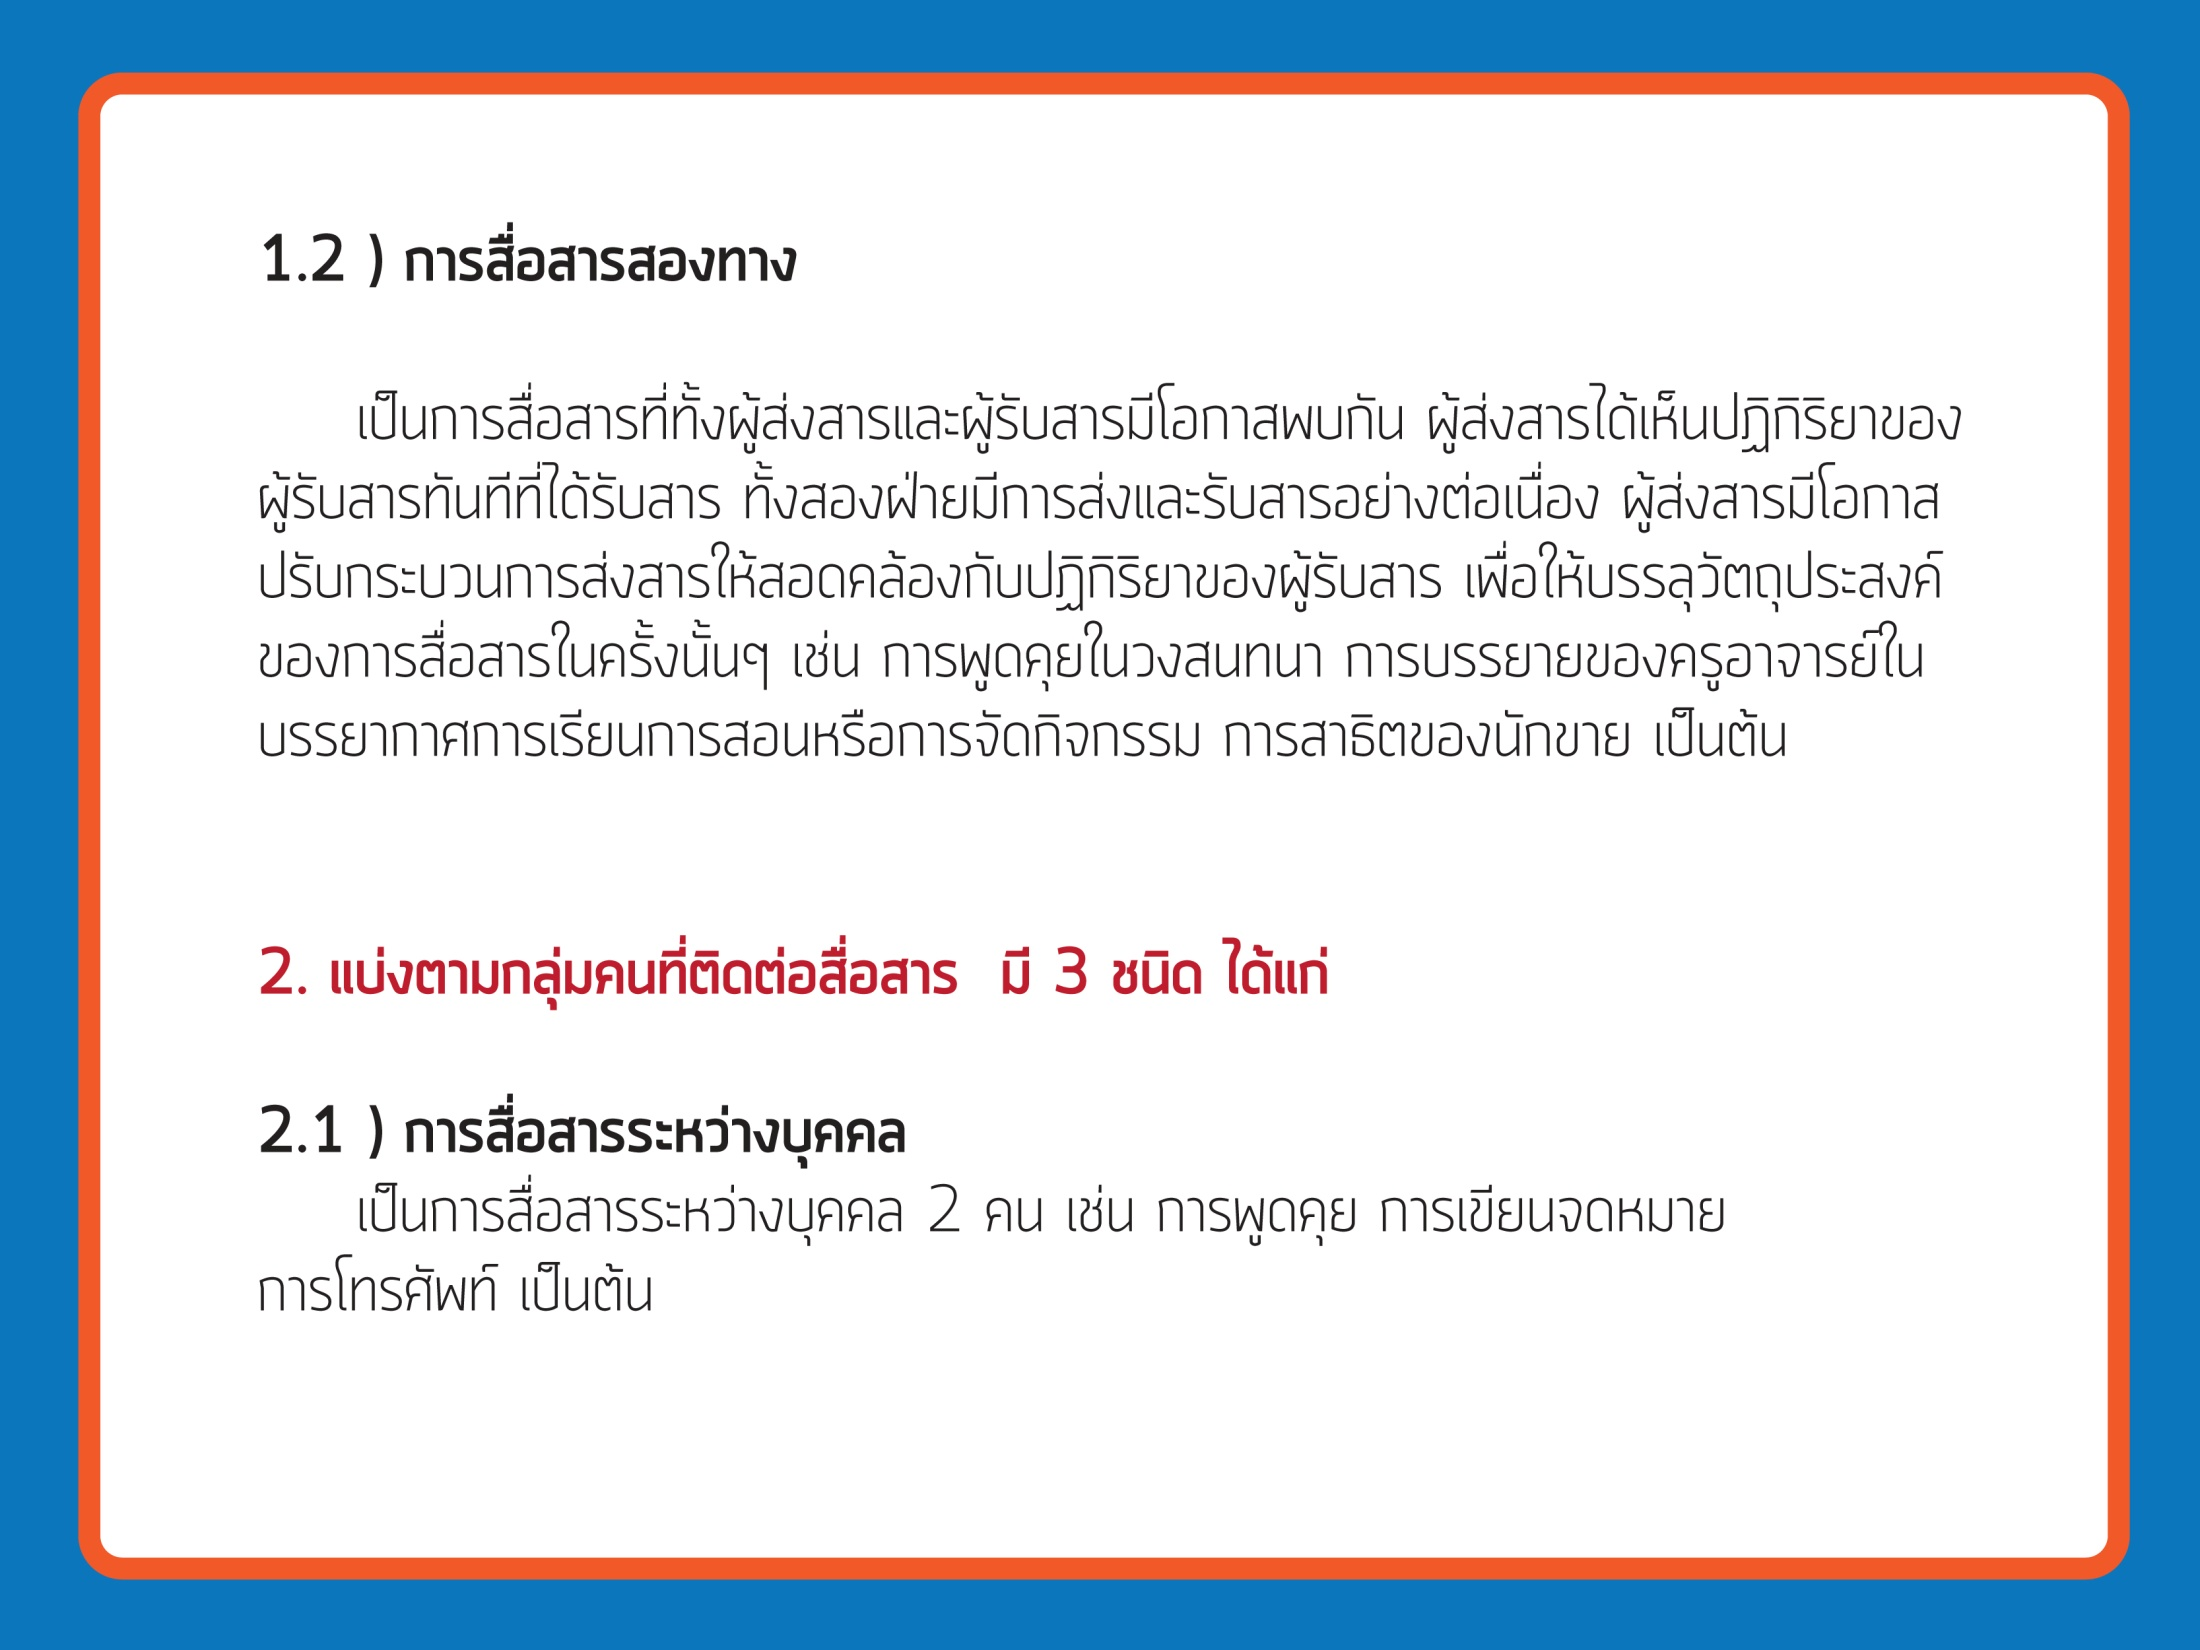 1.2 ) การสื่อสารสองทาง
เป็นการสื่อสารที่ทั้งผู้ส่งสารและผู้รับสารมีโอกาสพบกัน ผู้ส่งสารได้เห็นปฏิกิริยาของ
ผู้รับสารทันทีที่ได้รับสาร ทั้งสองฝ่ายมีการส่งและรับสารอย่างต่อเนื่อง ผู้ส่งสารมีโอกาส
ปรับกระบวนการส่งสารให้สอดคล้องกับปฏิกิริยาของผู้รับสาร เพื่อให้บรรลุวัตถุประสงค์
ของการสื่อสารในครั้งนั้นๆ เช่น การพูดคุยในวงสนทนา การบรรยายของครูอาจารย์ใน
บรรยากาศการเรียนการสอนหรือการจัดกิจกรรม การสาธิตของนักขาย เป็นต้น
2. แบ่งตามกลุ่มคนที่ติดต่อสื่อสาร มี 3 ชนิด ได้แก่
2.1 ) การสื่อสารระหว่างบุคคล
เป็นการสื่อสารระหว่างบุคคล 2 คน เช่น การพูดคุย การเขียนจดหมาย
การโทรศัพท์ เป็นต้น